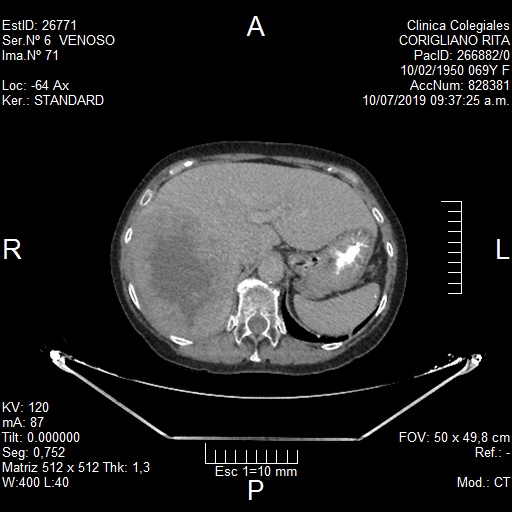 EstID: 26771
Ser.Nº 6 VENOSO
Ima.Nº 71
Loc: -64 Ax
Ker.: STANDARD
A
Clinica Colegiales
CORIGLIANO RITA
PacID: 266882/0
10/02/1950 069Y F
AccNum: 828381
10/07/2019 09:37:25 a.m.
R
L
KV: 120
mA: 87
Tilt: 0.000000
Seg: 0,752
Matriz 512 x 512 Thk: 1,3
W:400 L:40
Esc 1=10 mm
P
FOV: 50 x 49,8 cm
Ref.: -
Mod.: CT